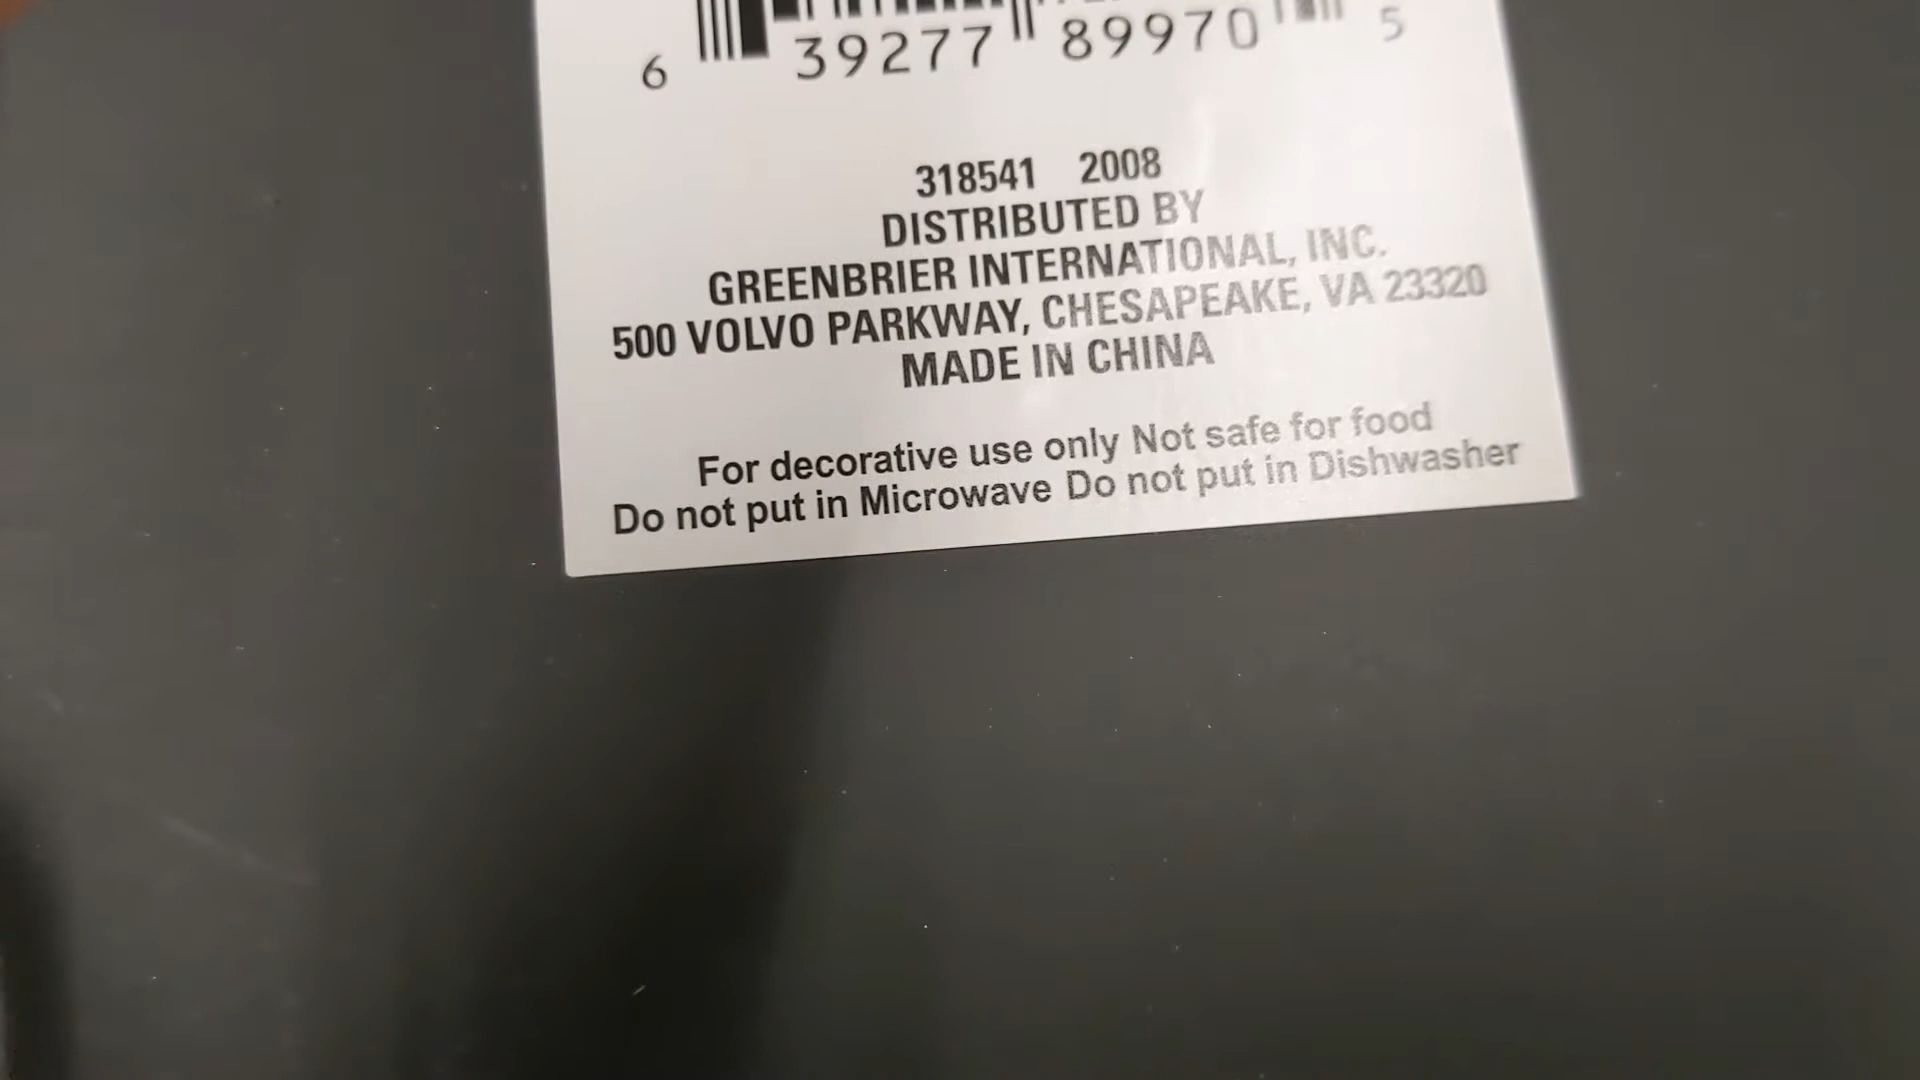 6 39277 89970 5
318541 2008
DISTRIBUTED BY
GREENBRIER INTERNATIONAL, INC.
500 VOLVO PARKWAY, CHESAPEAKE, VA 23320
MADE IN CHINA
For decorative use only Not safe for food
Do not put in Microwave Do not put in Dishwasher